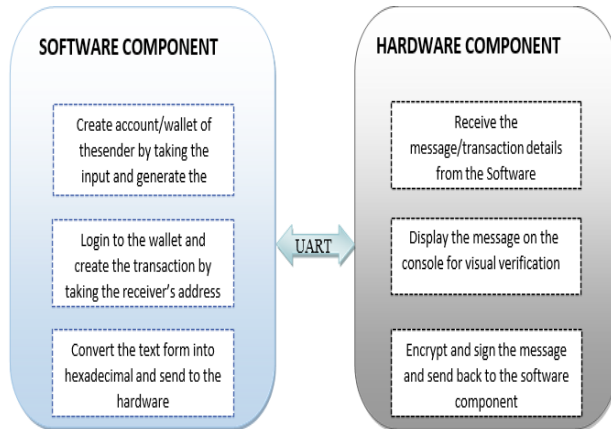 SOFTWARE COMPONENT
Create account/wallet of
thesender by taking the
input and generate the
Login to the wallet and
create the transaction by
taking the receiver's address
Convert the text form into
hexadecimal and send to the
hardware
UART
HARDWARE COMPONENT
Receive the
message/transaction details
from the Software
Display the message on the
console for visual verification
Encrypt and sign the message
and send back to the software
component